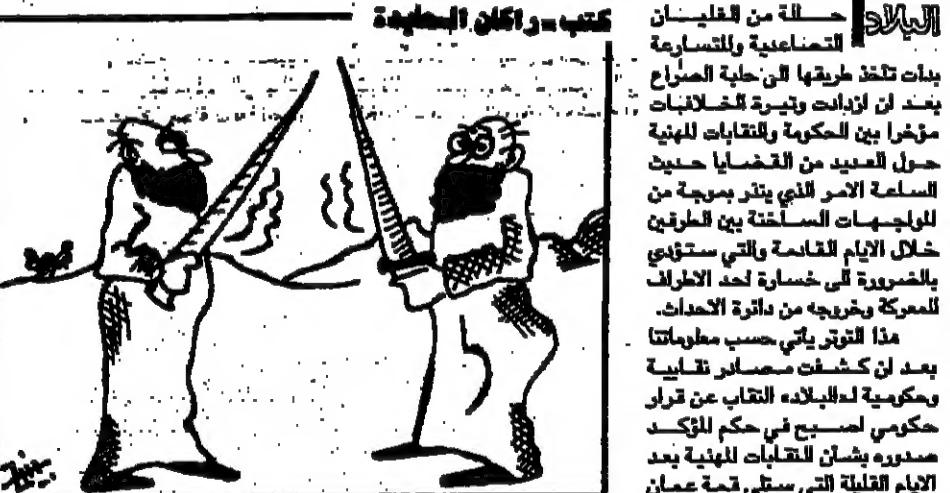 كتب - راكان السعايدة
البلاد
حالة من الغليان
التصاعدية والمتسارعة
بدأت تأخذ طريقها الى حلبة الصراع
بعد ان ازدادت وتيرة الخلافات
مؤخرا بين الحكومة والنقابات المهنية
حول العديد من القضايا حديث
الساعة الامر الذي ينذر بموجة من
المواجهات الساخنة بين الطرفين
خلال الايام القادمة والتي ستؤدي
بالضرورة الى خسارة احد الاطراف
للمعركة وخروجه من دائرة الاحداث.
هذا التوتر يأتي حسب معلوماتنا
بعد ان كشفت مصادر نقابية
وحكومية لـ«البلاد» النقاب عن قرار
حكومي اصبح في حكم المؤكد
صدوره بشأن النقابات المهنية بعد
الايام القليلة التي ستلي قمة عمان